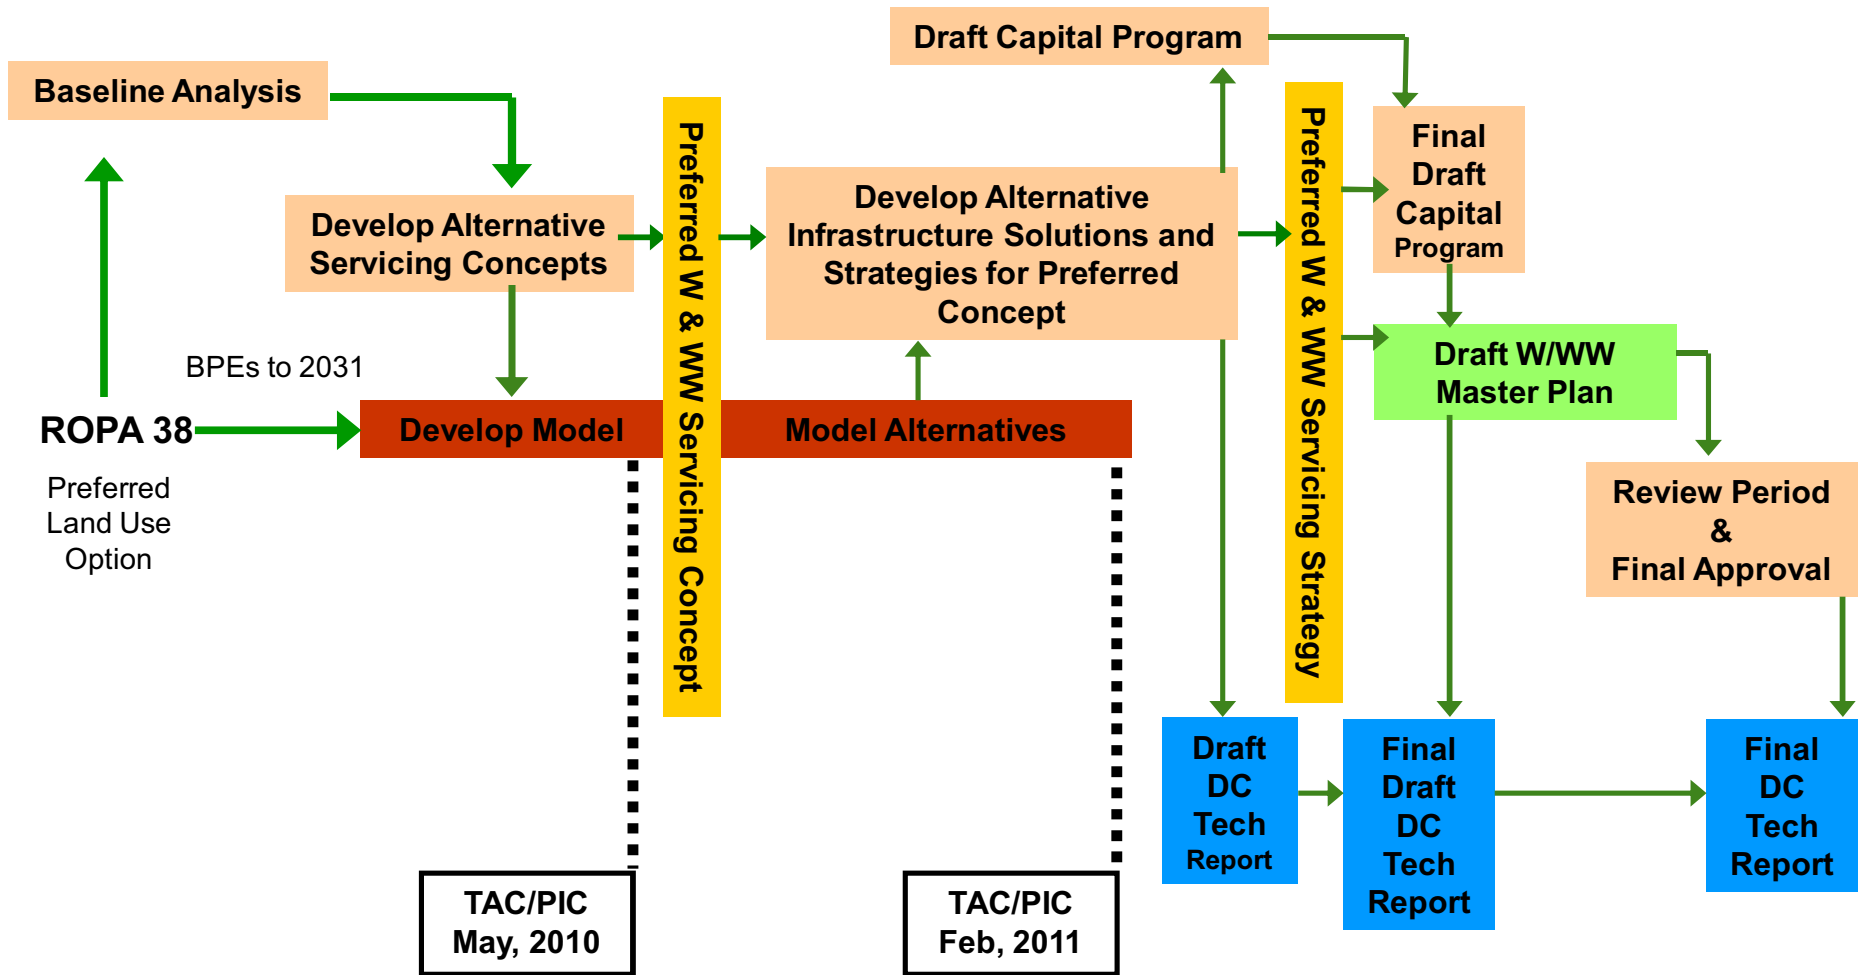 Draft Capital Program
Baseline Analysis
Develop Alternative
Servicing Concepts
Preferred W & WW Servicing Concept
Develop Alternative
Infrastructure Solutions and
Strategies for Preferred
Concept
Preferred W & WW Servicing Strategy
Final
Draft
Capital
Program
BPEs to 2031
ROPA 38
Preferred
Land Use
Option
Develop Model
Model Alternatives
Draft W/WW
Master Plan
Review Period
&
Final Approval
Draft
DC
Tech
Report
Final
Draft
DC
Tech
Report
Final
DC
Tech
Report
TAC/PIC
May, 2010
TAC/PIC
Feb, 2011